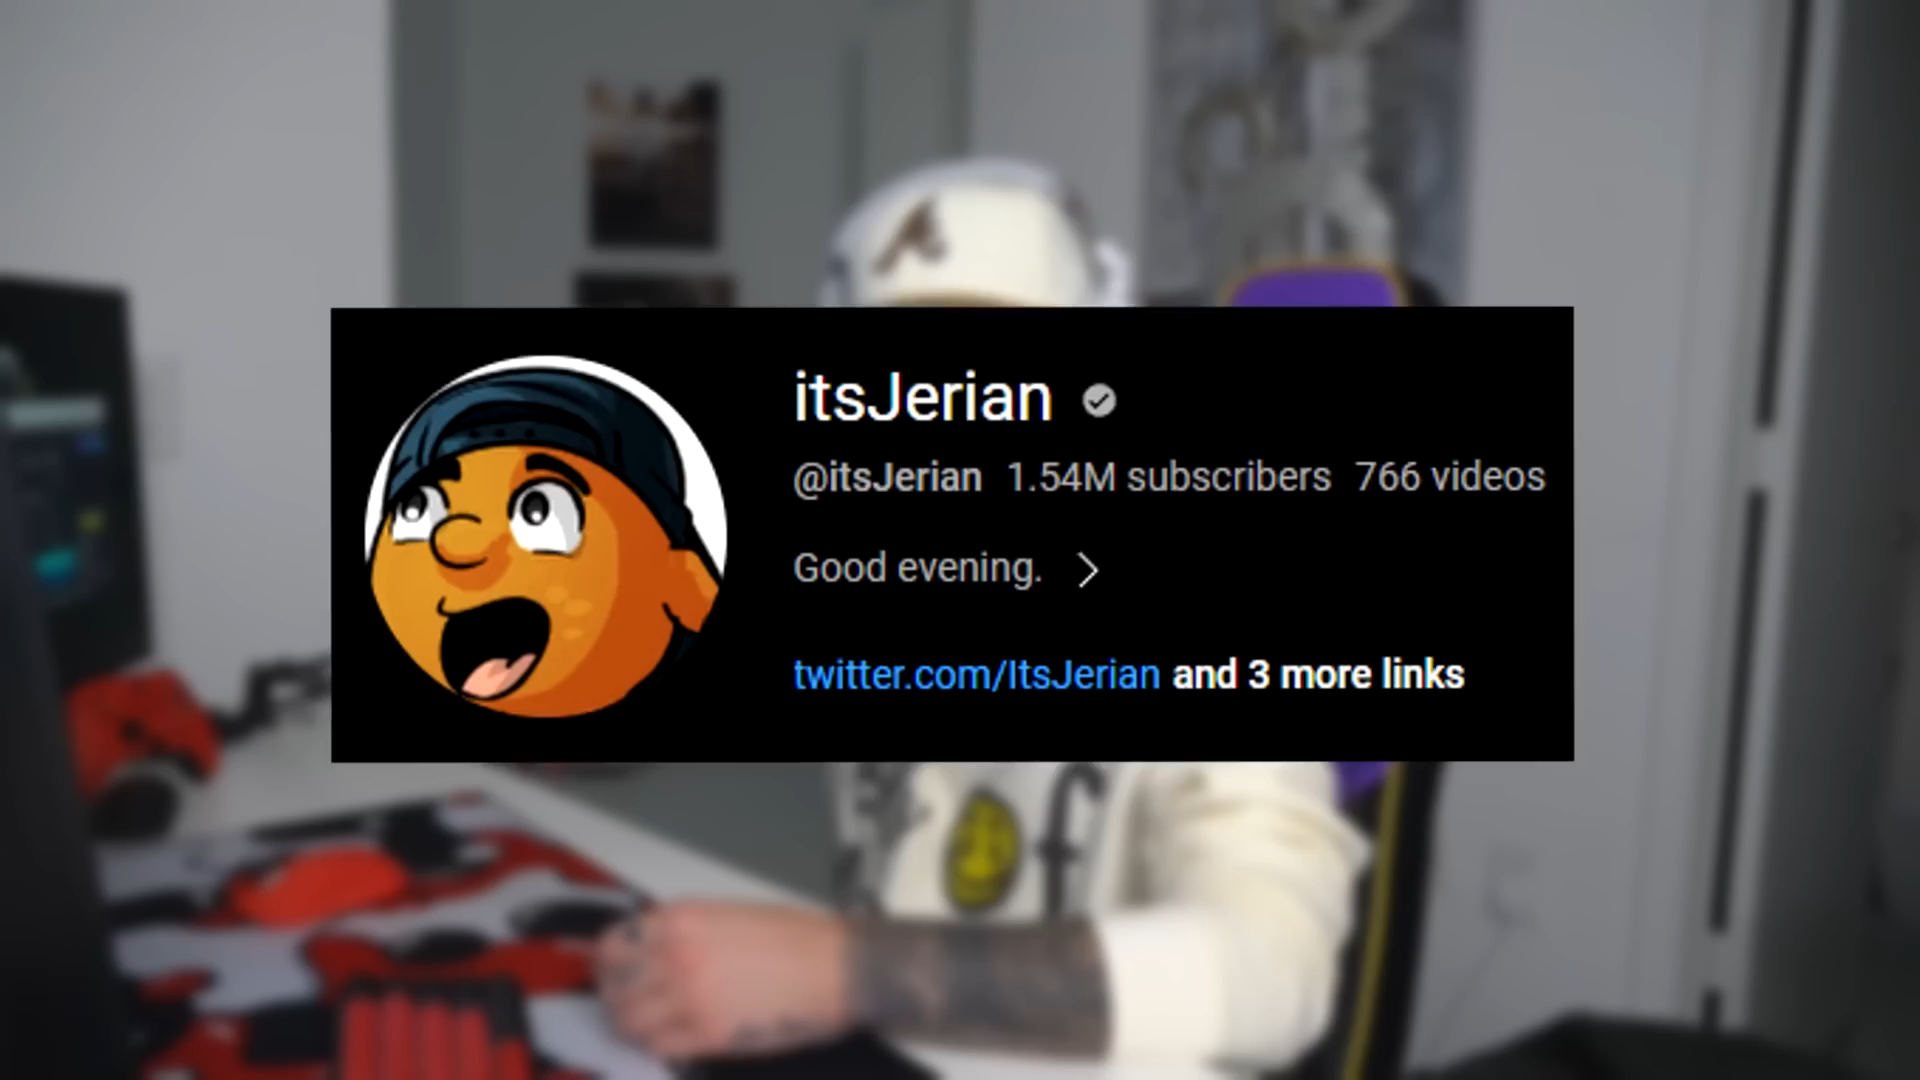 itsJerian
@itsJerian 1.54M subscribers 766 videos
Good evening.
twitter.com/ItsJerian and 3 more links